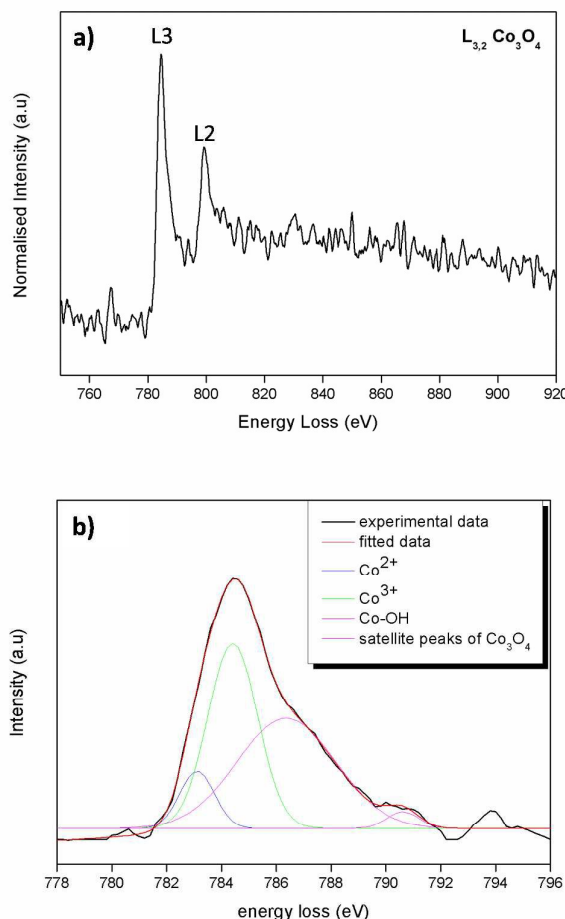 a)
L3
L2
L3,2 Co3O4
Normalised Intensity (a.u)
760 780 800 820 840 860 880 900 920
Energy Loss (eV)
b)
experimental data
fitted data
Co2+
Co3+
Co-OH
satellite peaks of Co3O4
Intensity (a.u)
778 780 782 784 786 788 790 792 794 796
energy loss (eV)